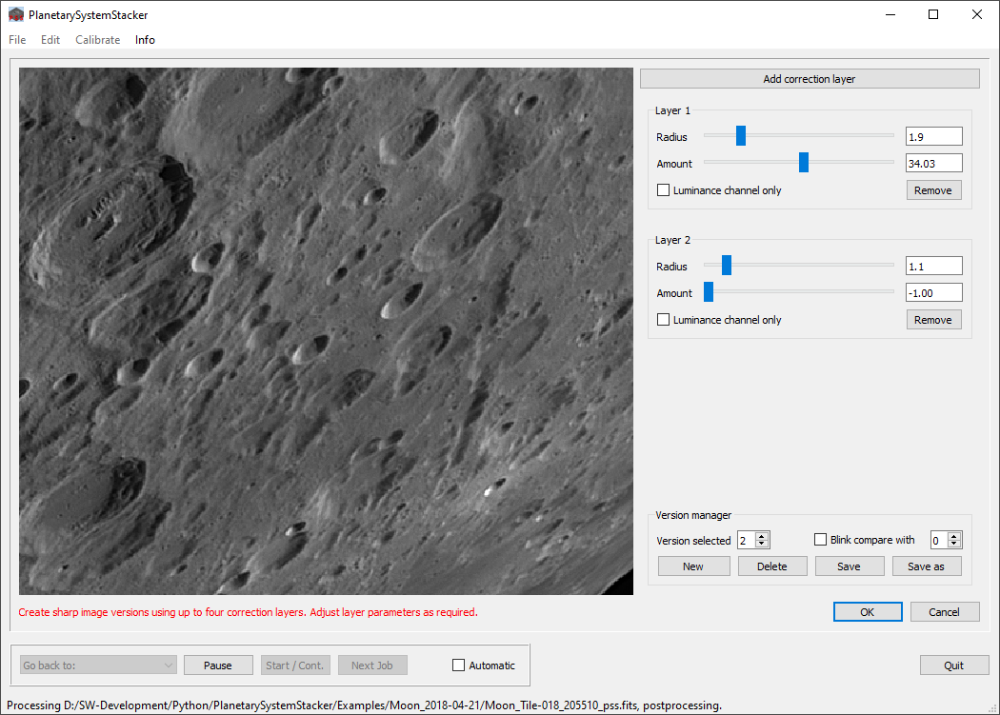 PlanetarySystemStacker
File Edit Calibrate Info
Add correction layer
Layer 1
Radius 1.9
Amount 34.03
Luminance channel only Remove
Layer 2
Radius 1.1
Amount -1.00
Luminance channel only Remove
Version manager
Version selected 2 Blink compare with 0
New Delete Save Save as
Create sharp image versions using up to four correction layers. Adjust layer parameters as required.
OK Cancel
Go back to: Pause Start / Cont. Next Job Automatic Quit
Processing D:/SW-Development/Python/PlanetarySystemStacker/Examples/Moon_2018-04-21/Moon_Tile-018_205510_pss.fits, postprocessing.